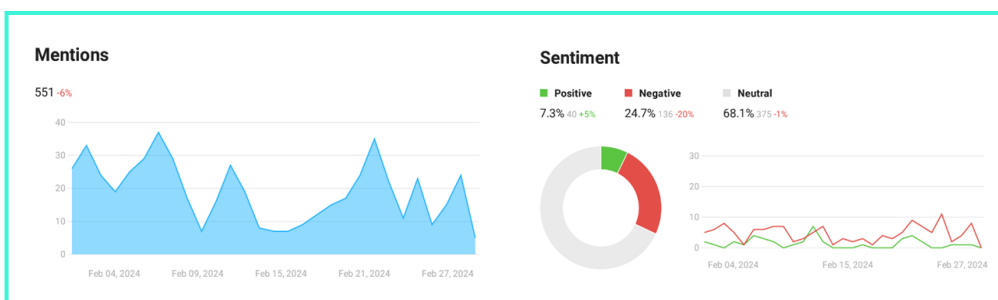 Mentions
551 -6%
40
30
20
10
0
Feb 04, 2024 Feb 09, 2024 Feb 15, 2024 Feb 21, 2024 Feb 27, 2024
Sentiment
Positive Negative Neutral
7.3% 40 +5% 24.7% 136 -20% 68.1% 375 -1%
30
20
10
0
Feb 04, 2024 Feb 15, 2024 Feb 27, 2024